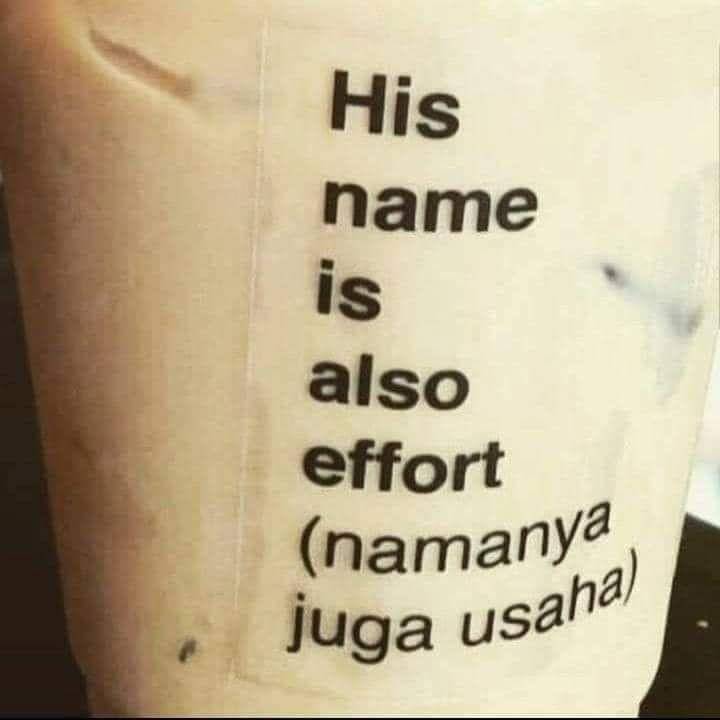 His
name
is
also
effort
(namanya
juga usaha)